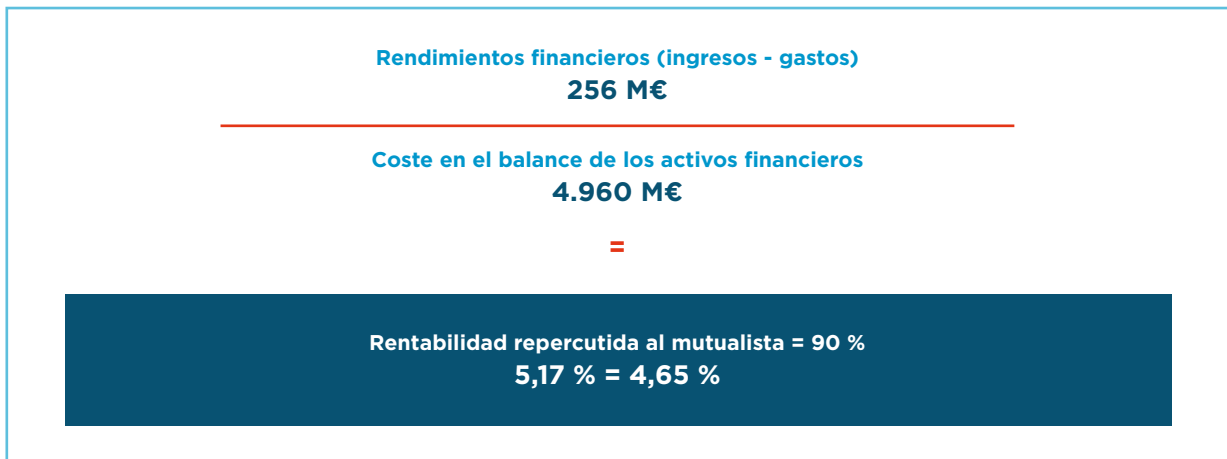 Rendimientos financieros (ingresos - gastos)
256 M€
Coste en el balance de los activos financieros
4.960 M€
=
Rentabilidad repercutida al mutualista = 90 %
5,17 % = 4,65 %